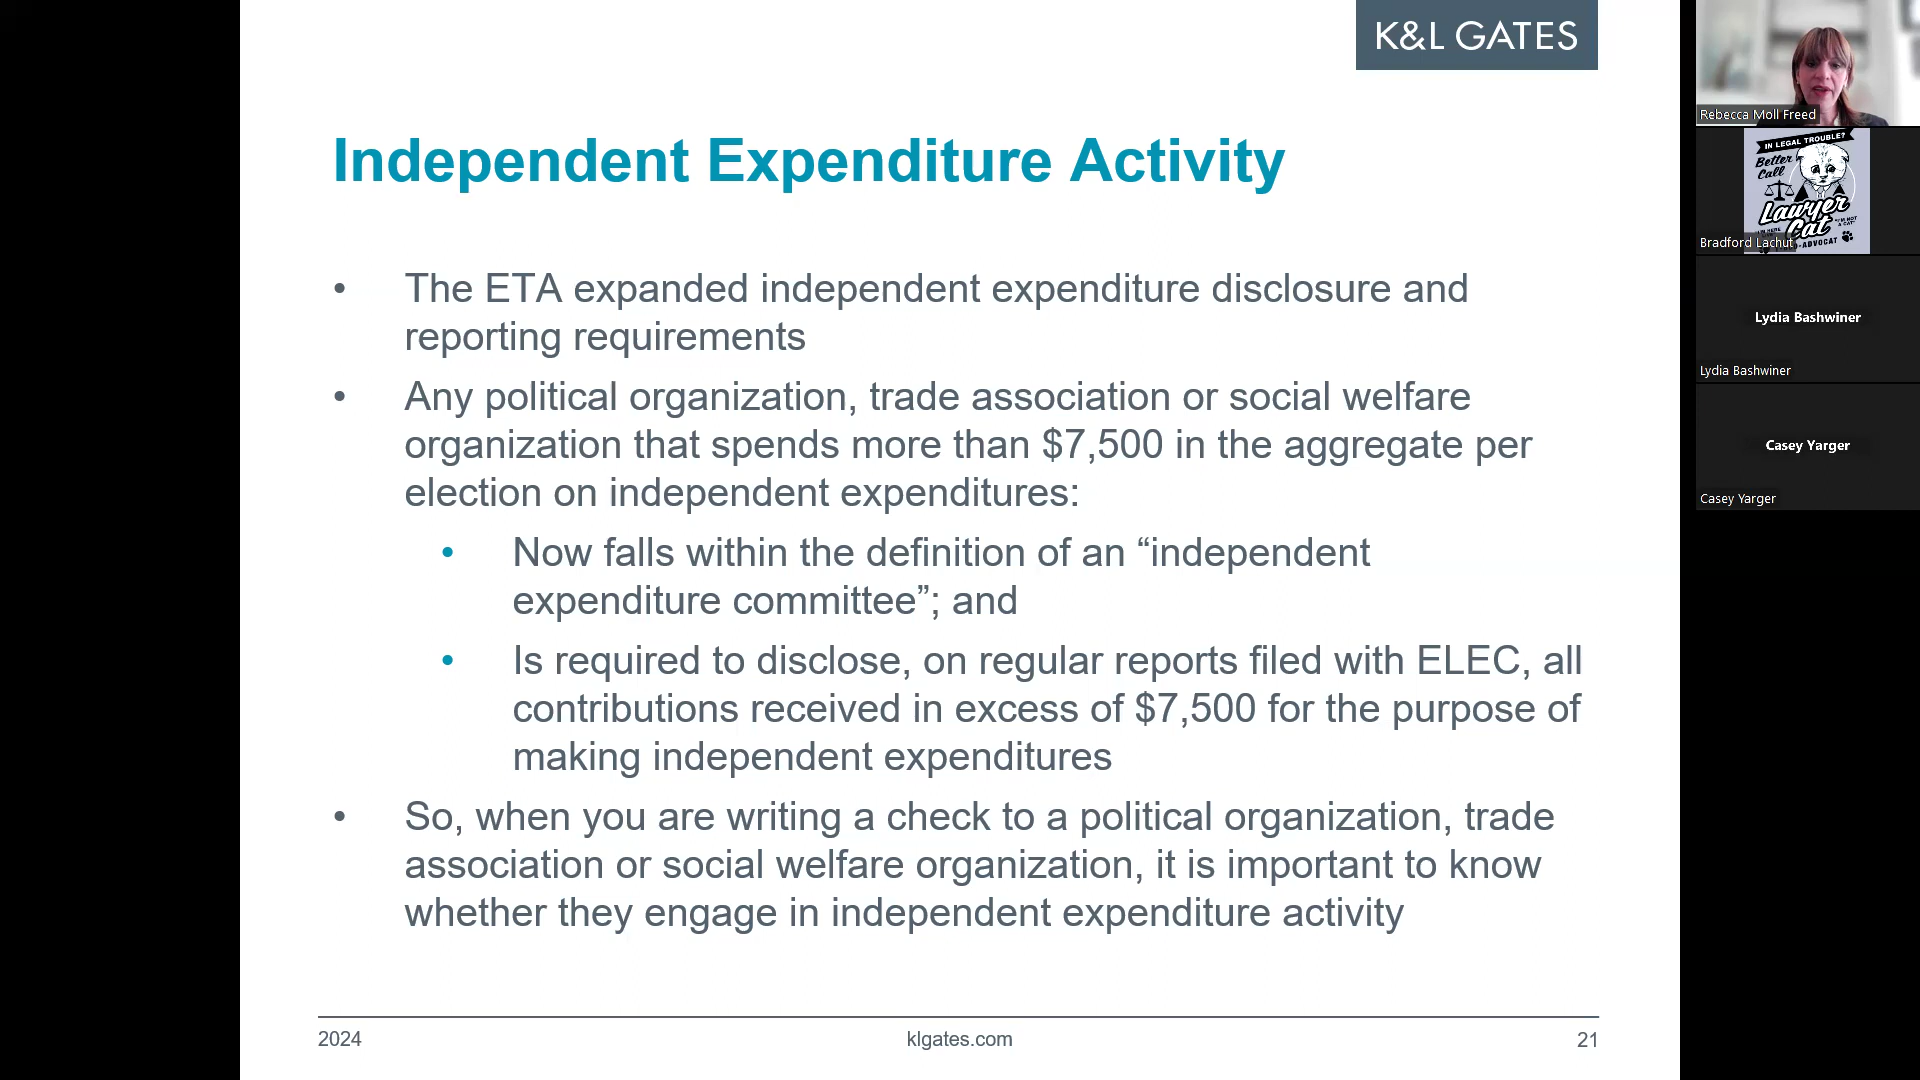 K&L GATES
Independent Expenditure Activity
• The ETA expanded independent expenditure disclosure and
reporting requirements
• Any political organization, trade association or social welfare
organization that spends more than $7,500 in the aggregate per
election on independent expenditures:
• Now falls within the definition of an “independent
expenditure committee”; and
• Is required to disclose, on regular reports filed with ELEC, all
contributions received in excess of $7,500 for the purpose of
making independent expenditures
• So, when you are writing a check to a political organization, trade
association or social welfare organization, it is important to know
whether they engage in independent expenditure activity
2024
klgates.com
21
Rebecca Moll Freed
IN LEGAL TROUBLE?
Better
Call
Lawyer
Cat
Bradford Lachut
Lydia Bashwiner
Lydia Bashwiner
Casey Yarger
Casey Yarger